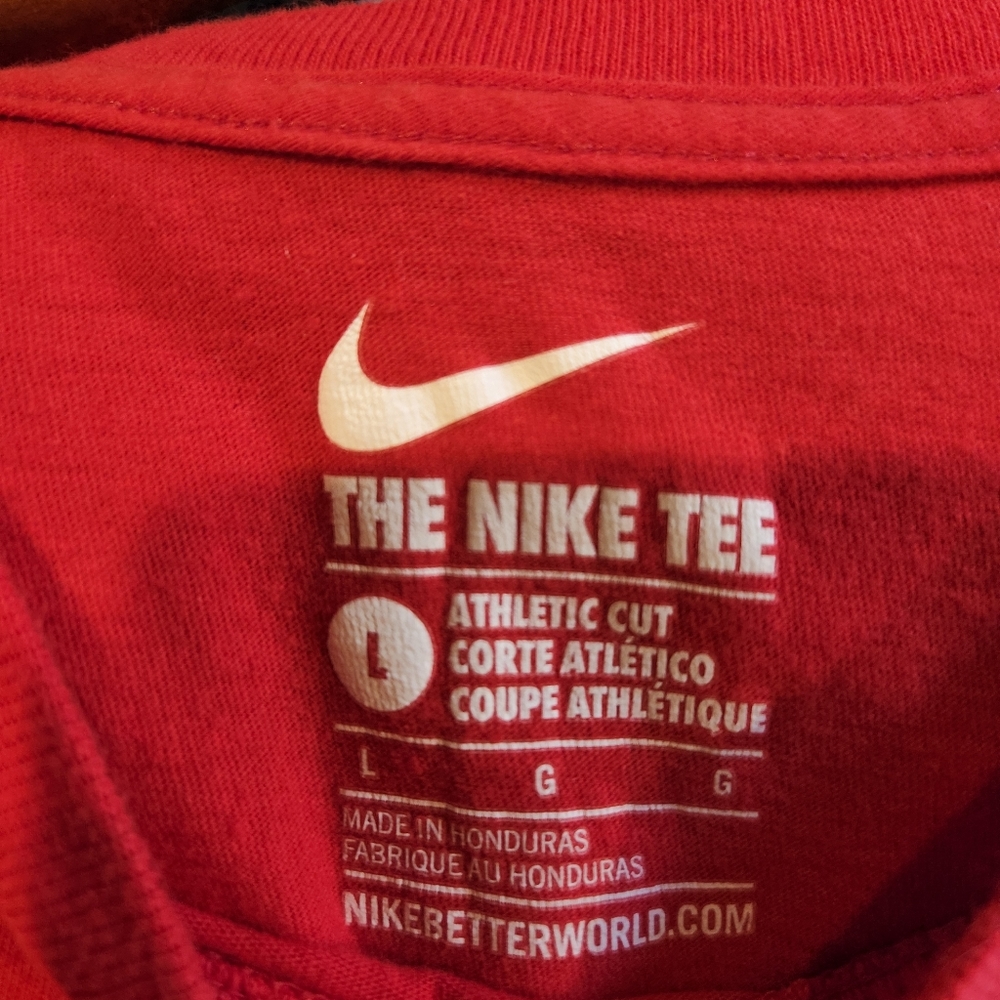 THE NIKE TEE
L
ATHLETIC CUT
CORTE ATLÉTICO
COUPE ATHLÉTIQUE
L G G
MADE IN HONDURAS
FABRIQUE AU HONDURAS
NIKEBETTERWORLD.COM